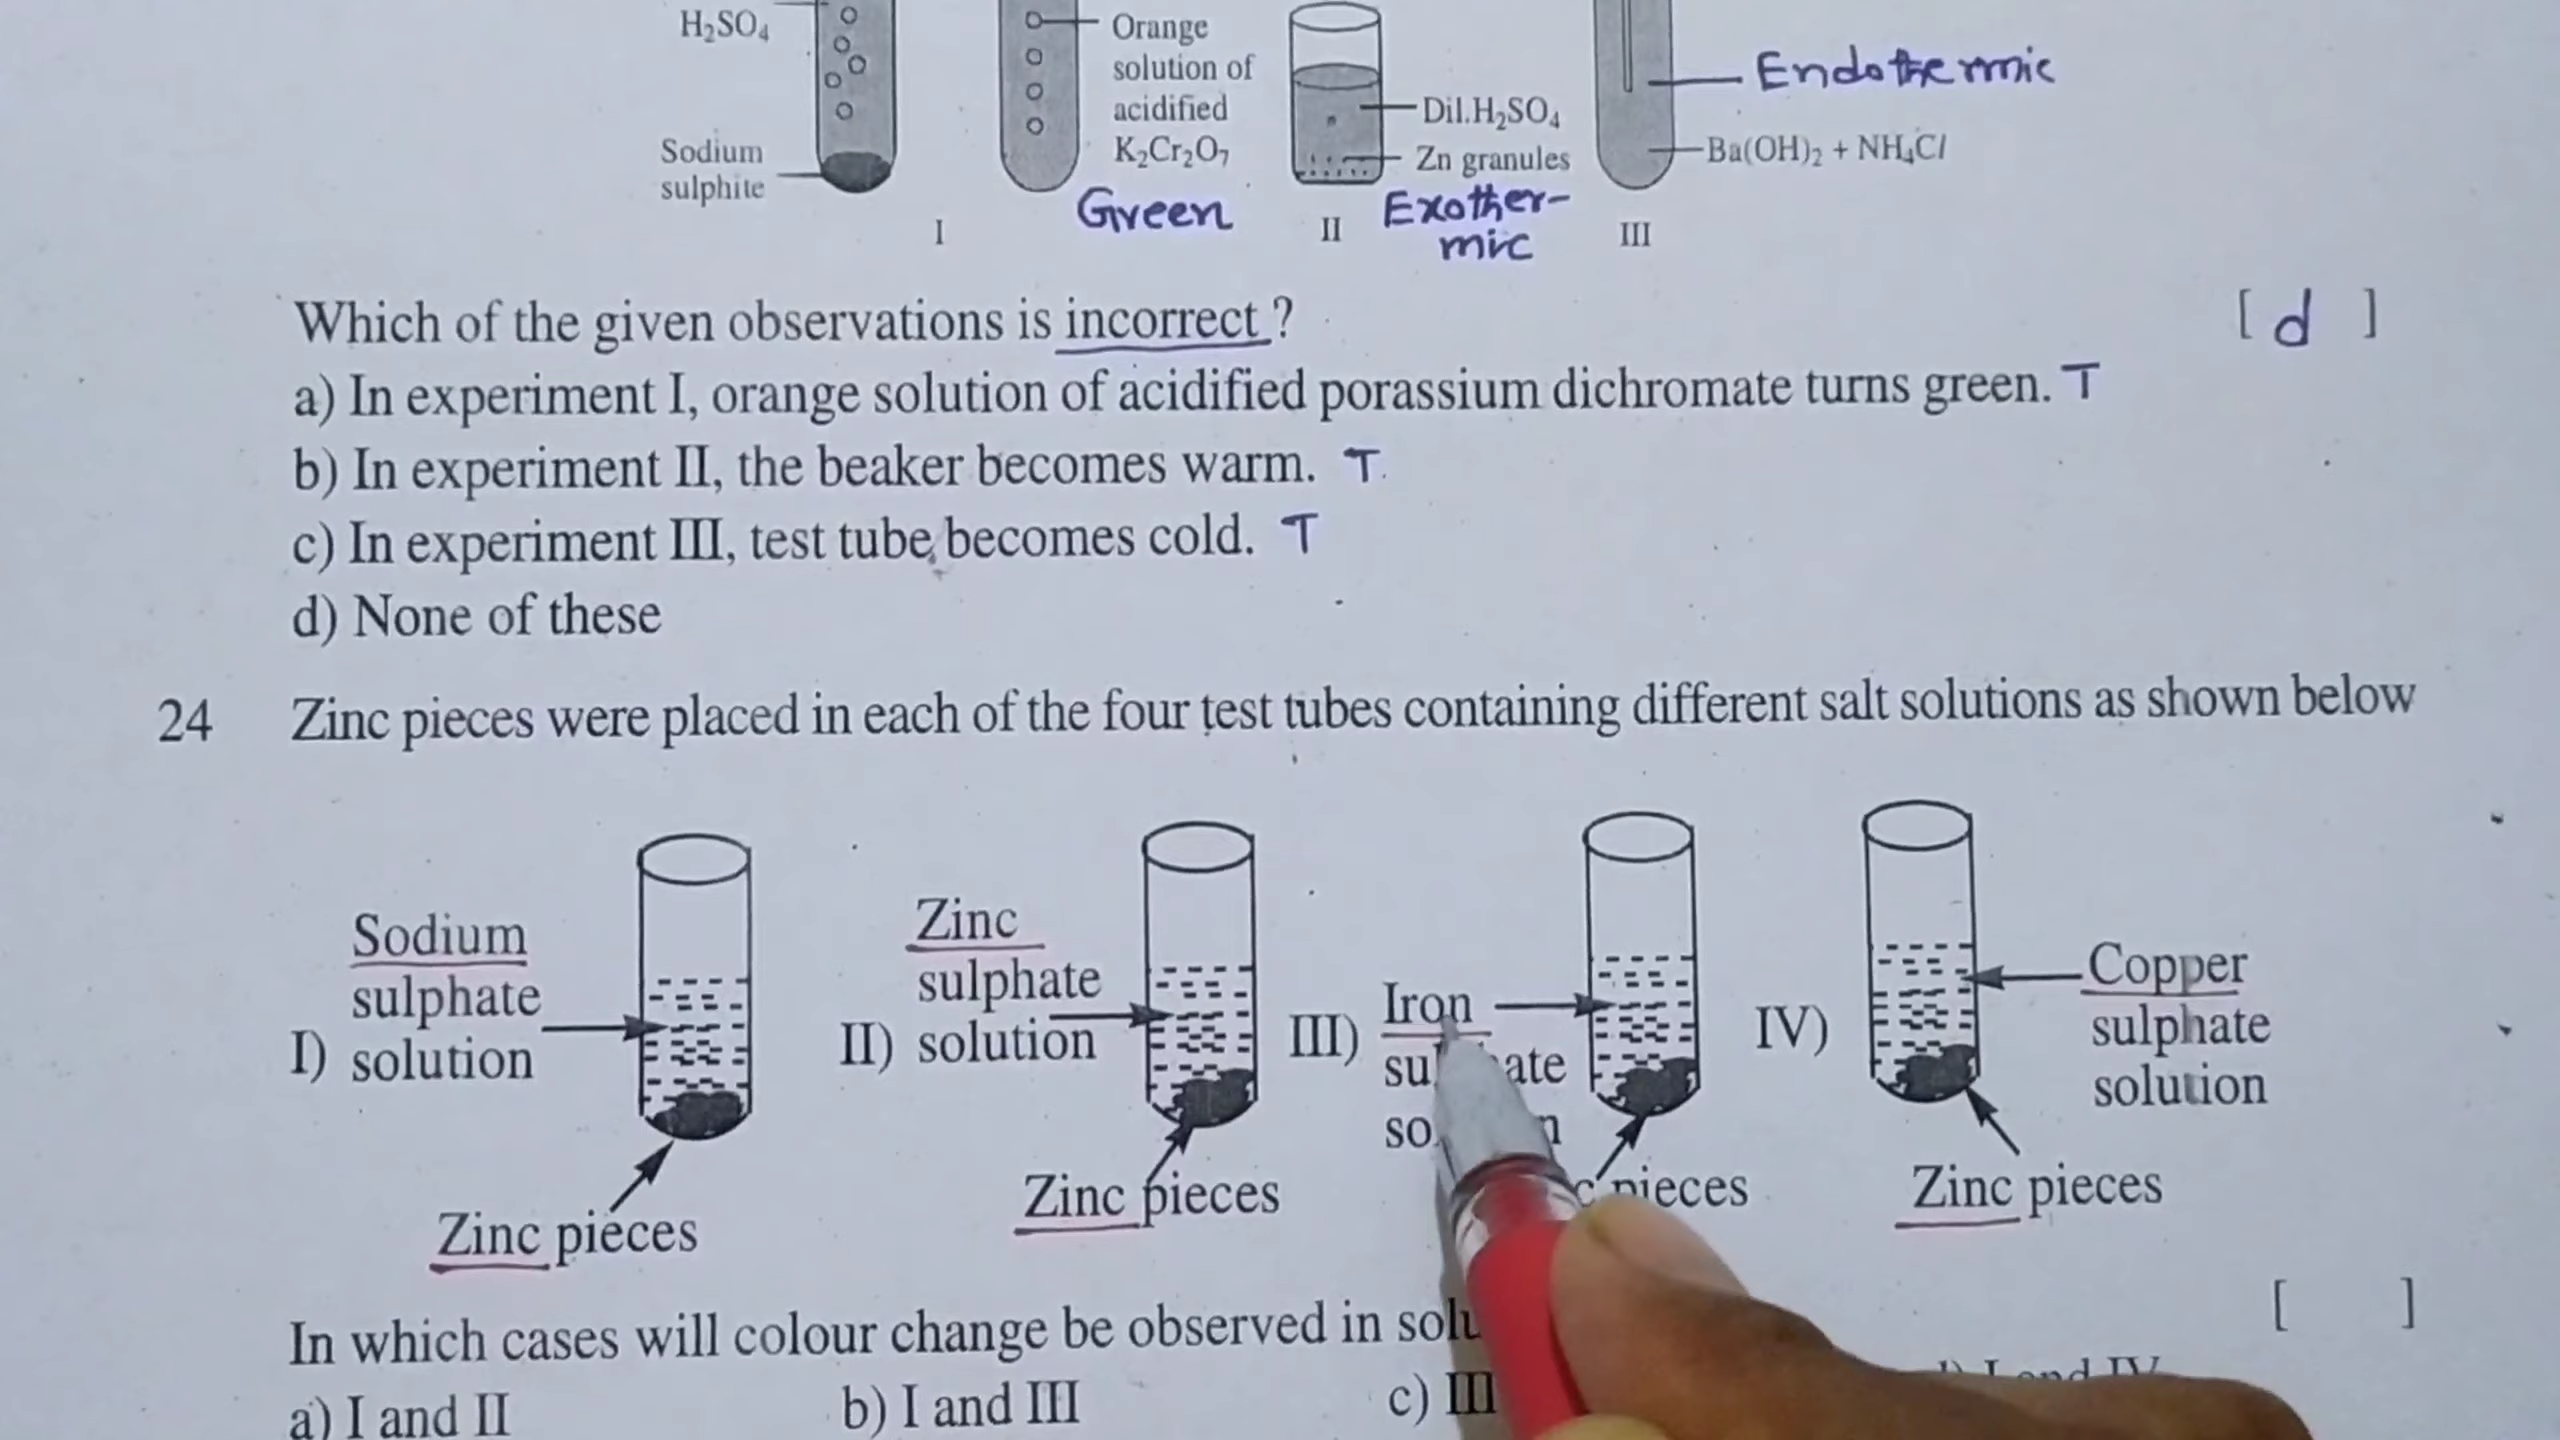 H₂SO₄
Sodium
sulphite
I
Orange
solution of
acidified
K₂Cr₂O₇
Green
Dil.H₂SO₄
Zn granules
II
Exother-
mic
Endothermic
Ba(OH)₂ + NH₄Cl
III
Which of the given observations is incorrect ?
[ d ]
a) In experiment I, orange solution of acidified porassium dichromate turns green. T
b) In experiment II, the beaker becomes warm. T
c) In experiment III, test tube becomes cold. T
d) None of these
24 Zinc pieces were placed in each of the four test tubes containing different salt solutions as shown below
I) Sodium
sulphate
solution
Zinc pieces
II) Zinc
sulphate
solution
Zinc pieces
III) Iron
pieces
IV)
Copper
sulphate
solution
Zinc pieces
In which cases will colour change be observed in
[ ]
a) I and II b) I and III c) III I and IV